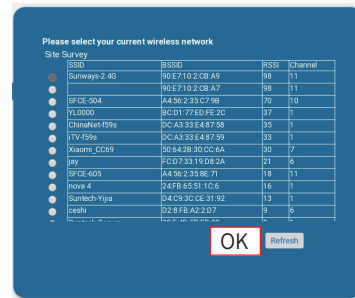 Please select your current wireless network
Site Survey
SSID BSSID RSSI Channel
Sunways-2.4G 90:E7:10:2:CB:A9 98 11
90:E7:10:2:CB:A7 98 11
SFCE-504 A4:56:2:35:C7:9B 70 10
YL0000 BC:D1:77:ED:FE:2C 37 1
ChinaNet-f59s DC:A3:33:E4:87:58 35 1
iTV-f59s DC:A3:33:E4:87:59 33 1
Xiaomi_CC69 50:64:2B:30:CC:6A 30 7
jay FC:D7:33:19:D8:2A 21 6
SFCE-605 A4:56:2:35:8E:71 18 11
nova 4 24:FB:65:51:1C:6 16 1
Suntech-Yijia D4:C9:3C:CE:31:92 13 1
ceshi D2:8:FB:A2:2:D7 9 6
OK Refresh